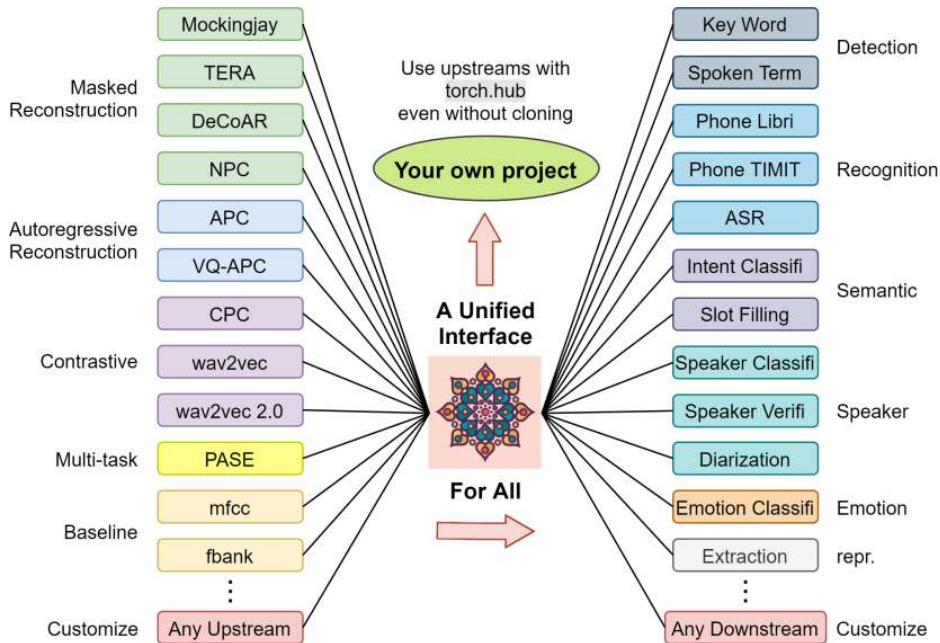 Masked
Reconstruction
Autoregressive
Reconstruction
Contrastive
Multi-task
Baseline
Customize
Mockingjay
TERA
DeCoAR
NPC
APC
VQ-APC
CPC
wav2vec
wav2vec 2.0
PASE
mfcc
fbank
Any Upstream
Use upstreams with
torch.hub
even without cloning
Your own project
A Unified
Interface
For All
Key Word
Spoken Term
Phone Libri
Phone TIMIT
ASR
Intent Classifi
Slot Filling
Speaker Classifi
Speaker Verifi
Diarization
Emotion Classifi
Extraction
Any Downstream
Detection
Recognition
Semantic
Speaker
Emotion
repr.
Customize